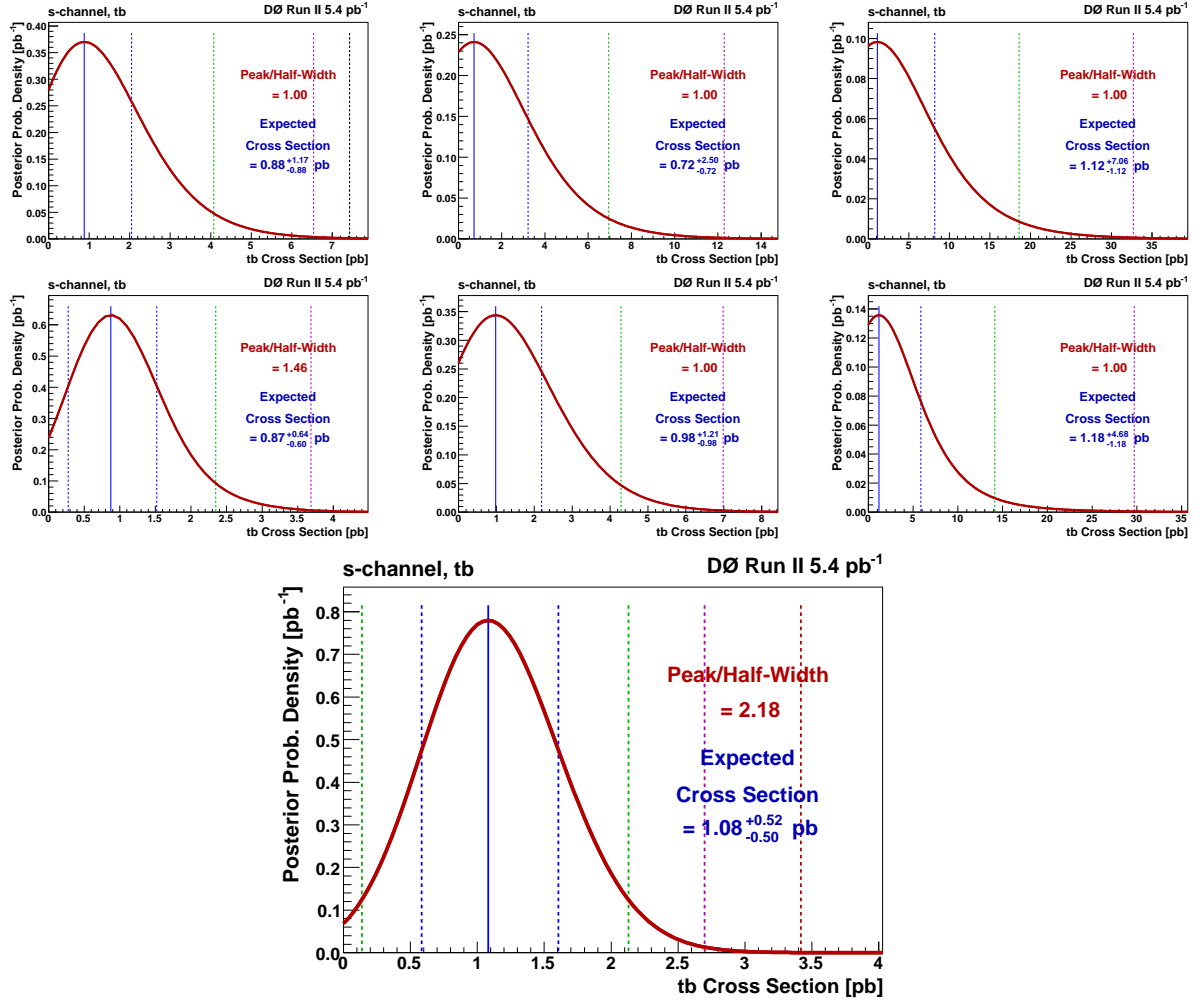 s-channel, tb
DØ Run II 5.4 pb-1
Posterior Prob. Density [pb-1]
0.40
0.35
0.30
0.25
0.20
0.15
0.10
0.05
0.00
Peak/Half-Width
= 1.00
Expected
Cross Section
= 0.88 +1.17 -0.88 pb
0 1 2 3 4 5 6 7
tb Cross Section [pb]
s-channel, tb
DØ Run II 5.4 pb-1
Posterior Prob. Density [pb-1]
0.25
0.20
0.15
0.10
0.05
0.00
Peak/Half-Width
= 1.00
Expected
Cross Section
= 0.72 +2.50 -0.72 pb
0 2 4 6 8 10 12 14
tb Cross Section [pb]
s-channel, tb
DØ Run II 5.4 pb-1
Posterior Prob. Density [pb-1]
0.10
0.08
0.06
0.04
0.02
0.00
Peak/Half-Width
= 1.00
Expected
Cross Section
= 1.12 +7.06 -1.12 pb
0 5 10 15 20 25 30 35
tb Cross Section [pb]
s-channel, tb
DØ Run II 5.4 pb-1
Posterior Prob. Density [pb-1]
0.6
0.5
0.4
0.3
0.2
0.1
0.0
Peak/Half-Width
= 1.46
Expected
Cross Section
= 0.87 +0.64 -0.60 pb
0 0.5 1 1.5 2 2.5 3 3.5 4
tb Cross Section [pb]
s-channel, tb
DØ Run II 5.4 pb-1
Posterior Prob. Density [pb-1]
0.35
0.30
0.25
0.20
0.15
0.10
0.05
0.00
Peak/Half-Width
= 1.00
Expected
Cross Section
= 0.98 +1.21 -0.98 pb
0 1 2 3 4 5 6 7 8
tb Cross Section [pb]
s-channel, tb
DØ Run II 5.4 pb-1
Posterior Prob. Density [pb-1]
0.14
0.12
0.10
0.08
0.06
0.04
0.02
0.00
Peak/Half-Width
= 1.00
Expected
Cross Section
= 1.18 +4.68 -1.18 pb
0 5 10 15 20 25 30 35
tb Cross Section [pb]
s-channel, tb
DØ Run II 5.4 pb-1
Posterior Prob. Density [pb-1]
0.8
0.7
0.6
0.5
0.4
0.3
0.2
0.1
0.0
Peak/Half-Width
= 2.18
Expected
Cross Section
= 1.08 +0.52 -0.50 pb
0 0.5 1 1.5 2 2.5 3 3.5 4
tb Cross Section [pb]